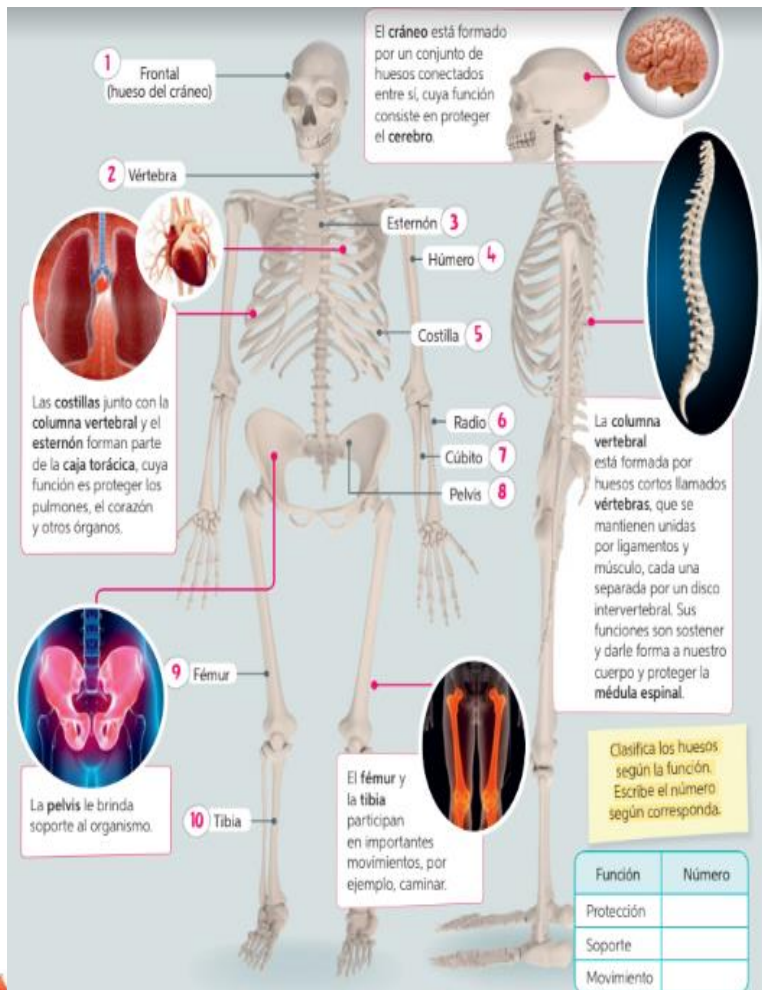 1
Frontal
(hueso del cráneo)
El cráneo está formado
por un conjunto de
huesos conectados
entre sí, cuya función
consiste en proteger
el cerebro.
2 Vértebra
Esternón 3
Húmero 4
Costilla 5
Las costillas junto con la
columna vertebral y el
esternón forman parte
de la caja torácica, cuya
función es proteger los
pulmones, el corazón
y otros órganos.
Radio 6
Cúbito 7
Pelvis 8
La columna
vertebral
está formada por
huesos cortos llamados
vértebras, que se
mantienen unidas
por ligamentos y
músculo, cada una
separada por un disco
intervertebral. Sus
funciones son sostener
y darle forma a nuestro
cuerpo y proteger la
médula espinal.
9 Fémur
La pelvis le brinda
soporte al organismo.
10 Tibia
El fémur y
la tibia
participan
en importantes
movimientos, por
ejemplo, caminar.
Clasifica los huesos
según la función.
Escribe el número
según corresponda.
Función Número
Protección
Soporte
Movimiento